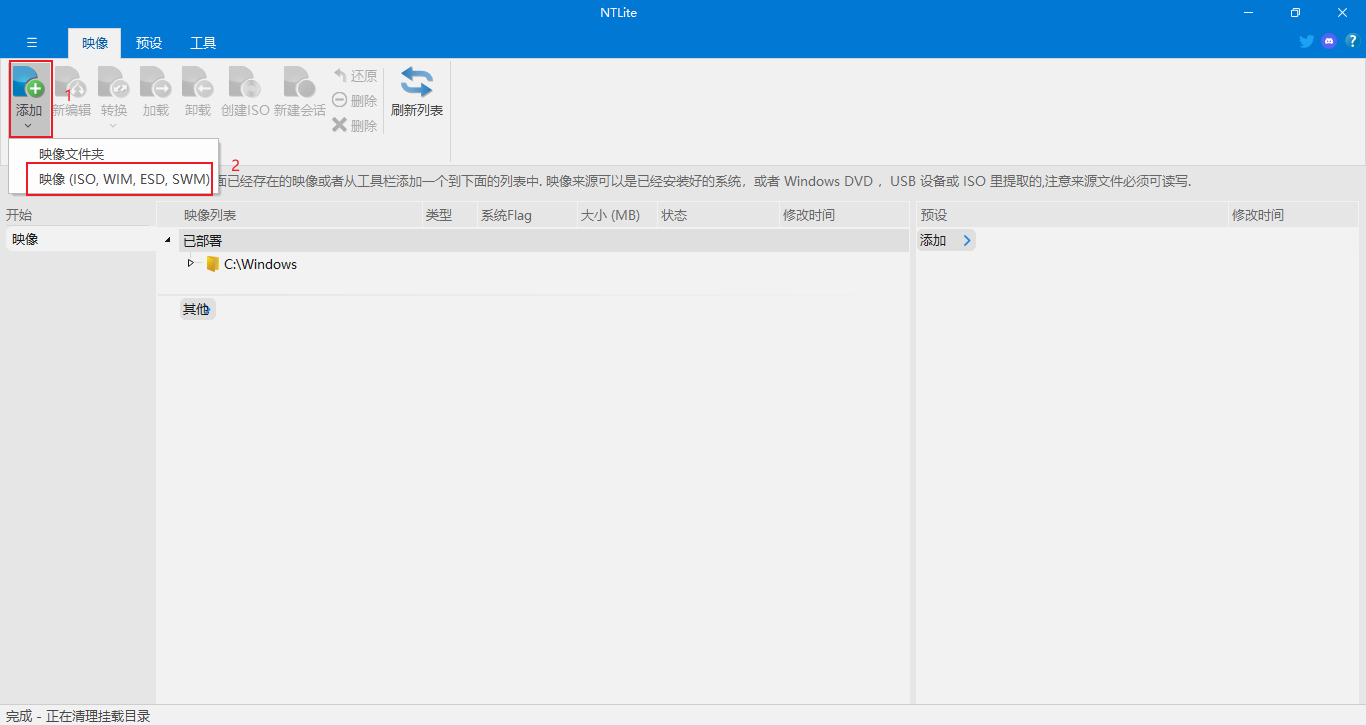 NTLite
映像 预设 工具
添加 新编辑 转换 加载 卸载 创建ISO 新建会话 还原 删除 删除 刷新列表
1
映像文件夹
映像 (ISO, WIM, ESD, SWM)
2
面已经存在的映像或者从工具栏添加一个到下面的列表中. 映像来源可以是已经安装好的系统，或者 Windows DVD ，USB 设备或 ISO 里提取的,注意来源文件必须可读写.
开始 映像列表 类型 系统Flag 大小 (MB) 状态 修改时间 预设 修改时间
映像 已部署 添加
C:\Windows
其他
完成 - 正在清理挂载目录